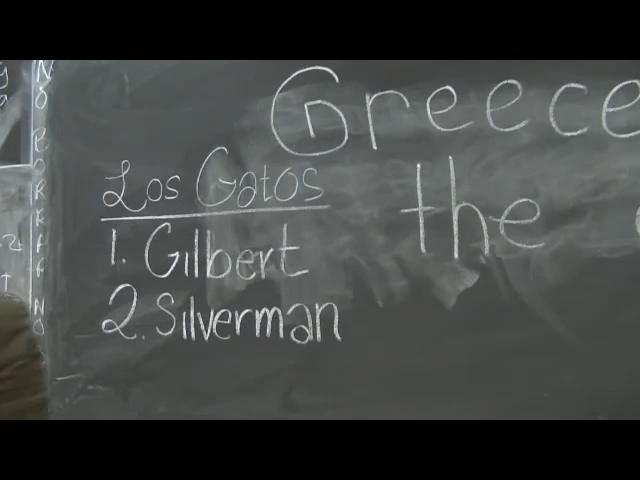 Greece
the
Los Gatos
1. Gilbert
2. Silverman